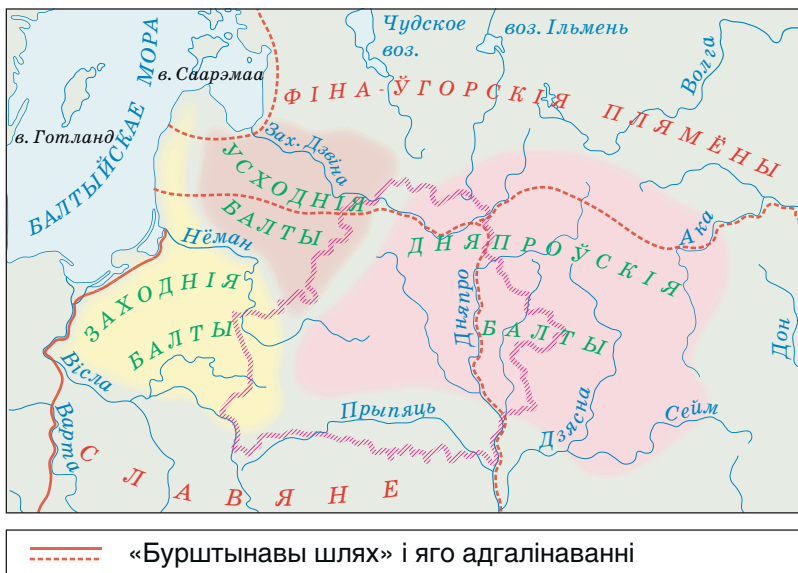 Чудское
воз.
воз. Ільмень
Волга
в. Саарэмаа
ФІНА-ЎГОРСКІЯ ПЛЯМЁНЫ
в. Готланд
БАЛТЫЙСКАЕ МОРА
Зах. Дзвіна
УСХОДНІЯ
БАЛТЫ
Нёман
ДНЯПРОЎСКІЯ
БАЛТЫ
Ака
ЗАХОДНІЯ
БАЛТЫ
Дняпро
Дон
Вісла
Варта
Прыпяць
Дзясна
Сейм
СЛАВЯНЕ
«Бурштынавы шлях» і яго адгалінаванні